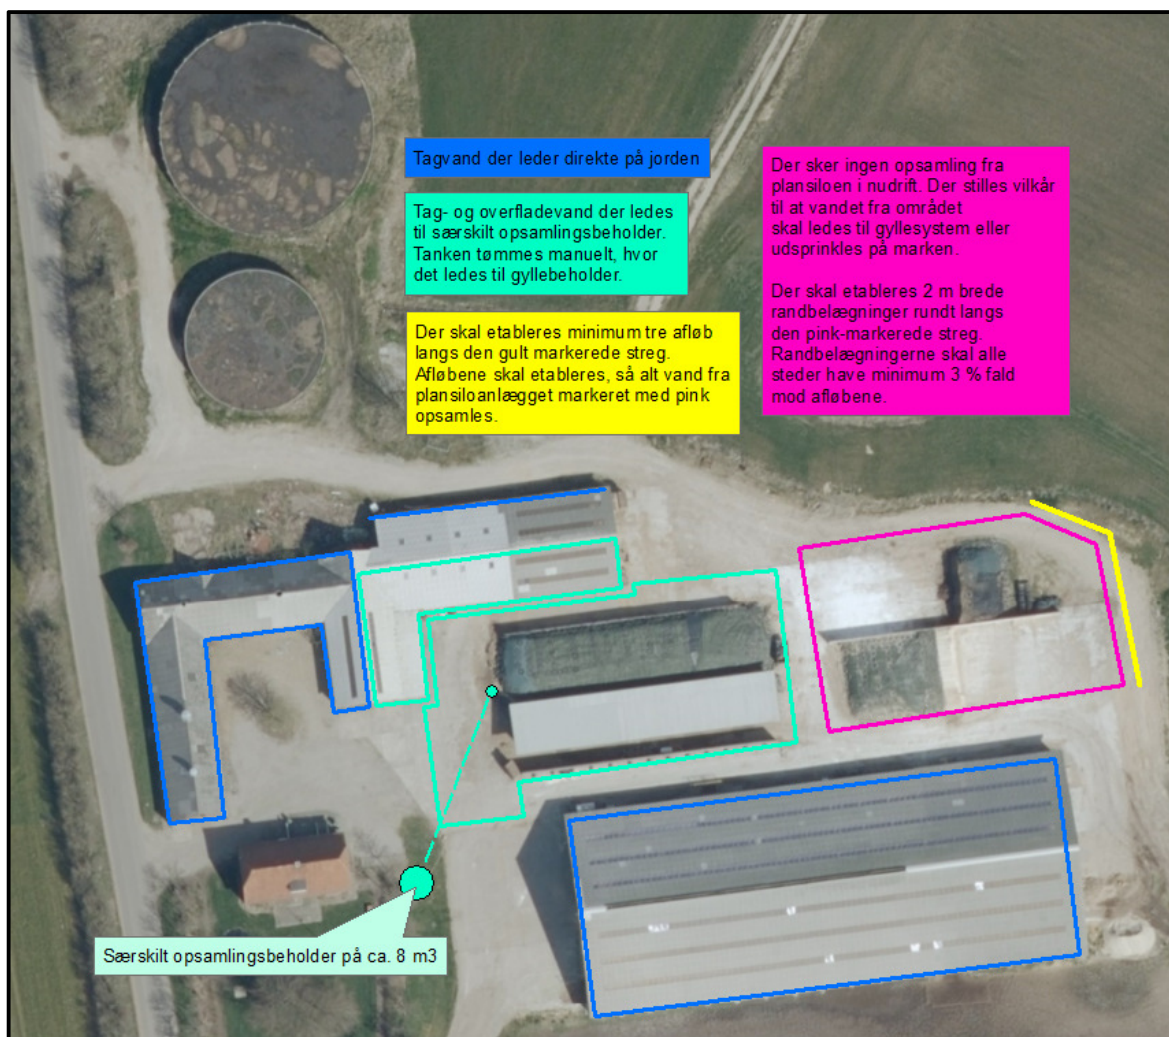 Tagvand der leder direkte på jorden
Tag- og overfladevand der ledes
til særskilt opsamlingsbeholder.
Tanken tømmes manuelt, hvor
det ledes til gyllebeholder.
Der skal etableres minimum tre afløb
langs den gult markerede streg.
Afløbene skal etableres, så alt vand fra
plansiloanlægget markeret med pink
opsamles.
Der sker ingen opsamling fra
plansiloen i nudrift. Der stilles vilkår
til at vandet fra området
skal ledes til gyllesystem eller
udsprinkles på marken.
Der skal etableres 2 m brede
randbelægninger rundt langs
den pink-markerede streg.
Randbelægningerne skal alle
steder have minimum 3 % fald
mod afløbene.
Særskilt opsamlingsbeholder på ca. 8 m3